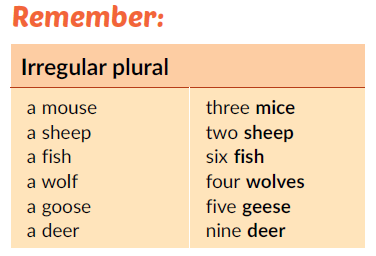 Remember:
Irregular plural
a mouse three mice
a sheep two sheep
a fish six fish
a wolf four wolves
a goose five geese
a deer nine deer